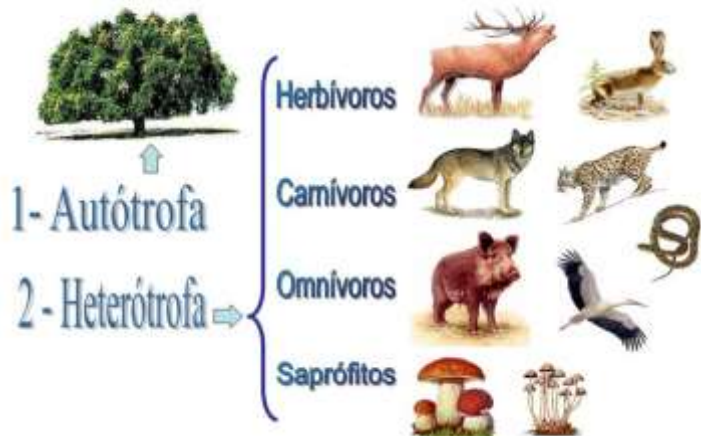 1- Autótrofa
2 - Heterótrofa
Herbívoros
Carnívoros
Omnívoros
Saprófitos